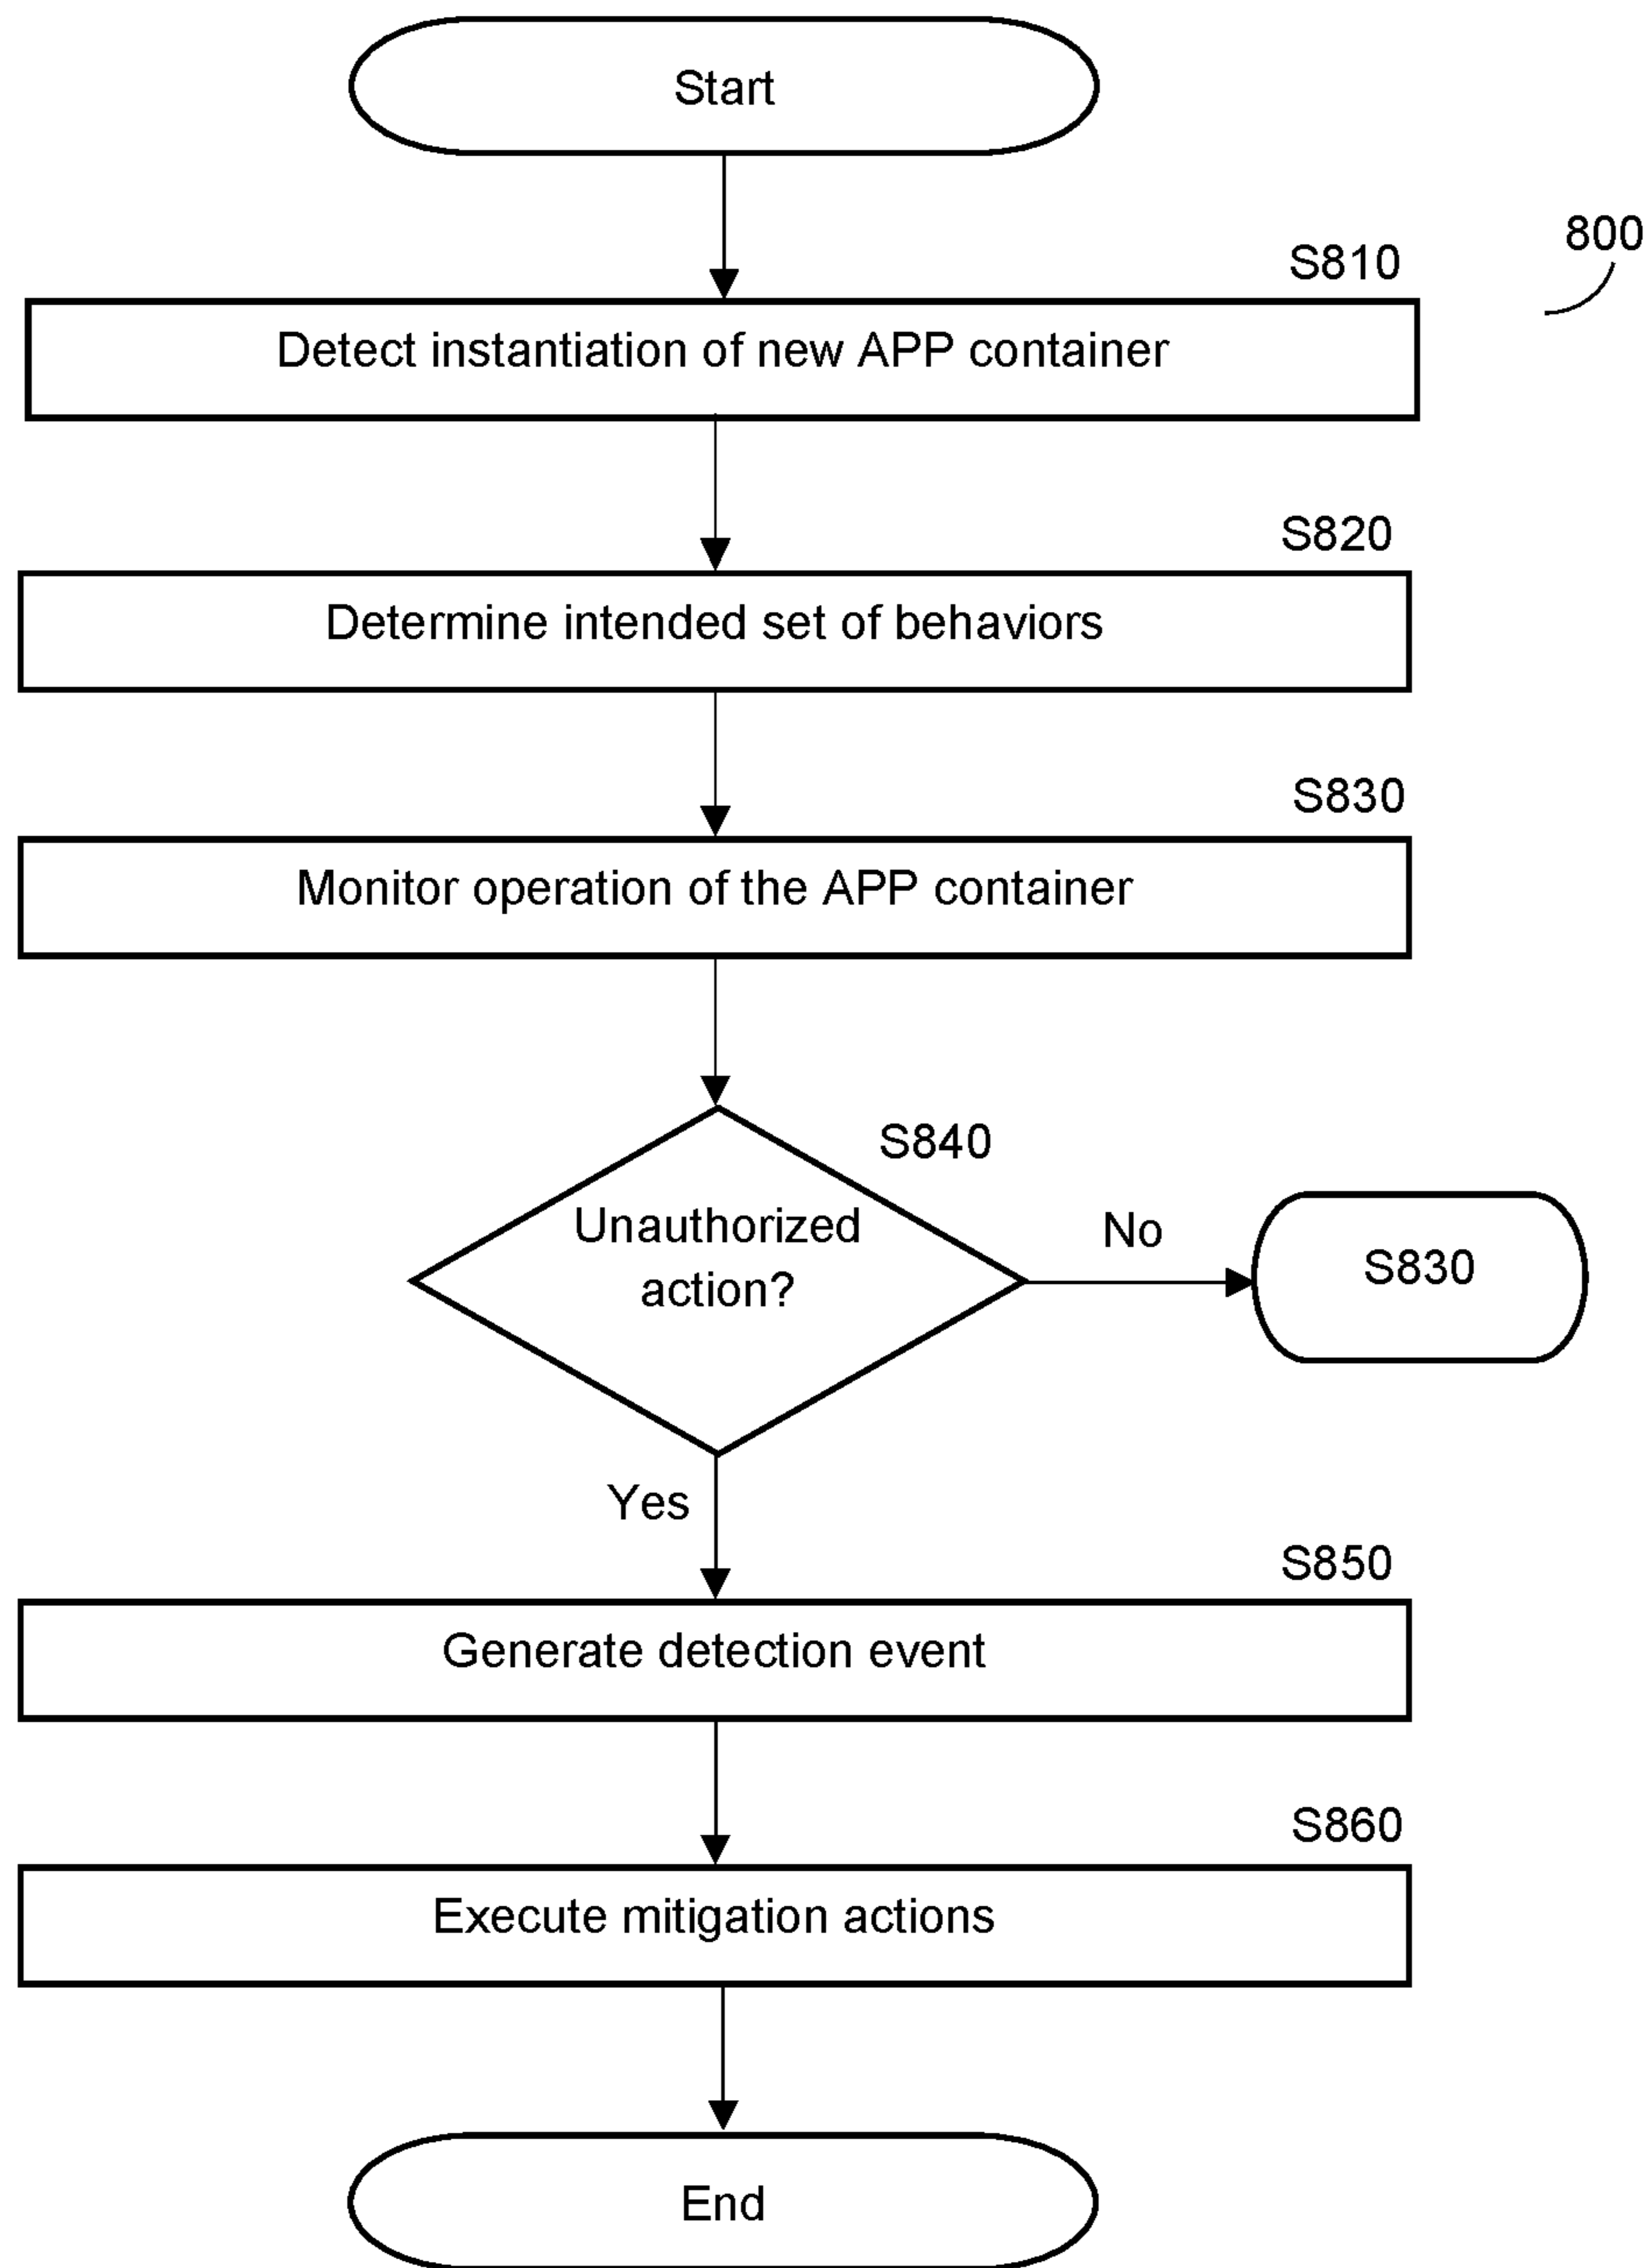 Start
800
S810
Detect instantiation of new APP container
S820
Determine intended set of behaviors
S830
Monitor operation of the APP container
S840
Unauthorized
action?
No
S830
Yes
S850
Generate detection event
S860
Execute mitigation actions
End